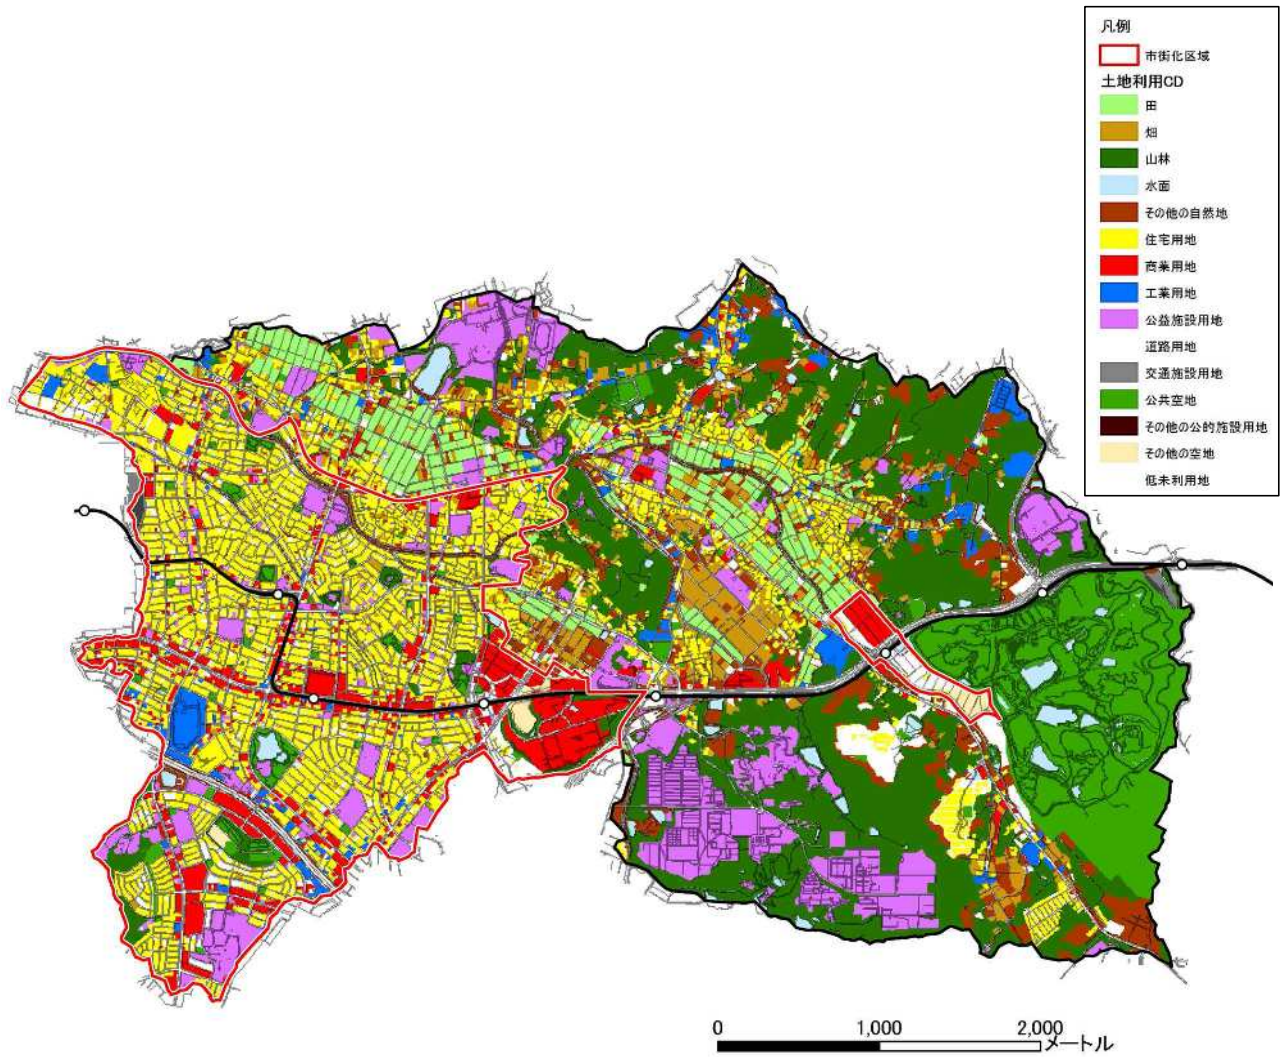 凡例
市街化区域
土地利用CD
田
畑
山林
水面
その他の自然地
住宅用地
商業用地
工業用地
公益施設用地
道路用地
交通施設用地
公共空地
その他の公的施設用地
その他の空地
低未利用地
0 1,000 2,000
メートル